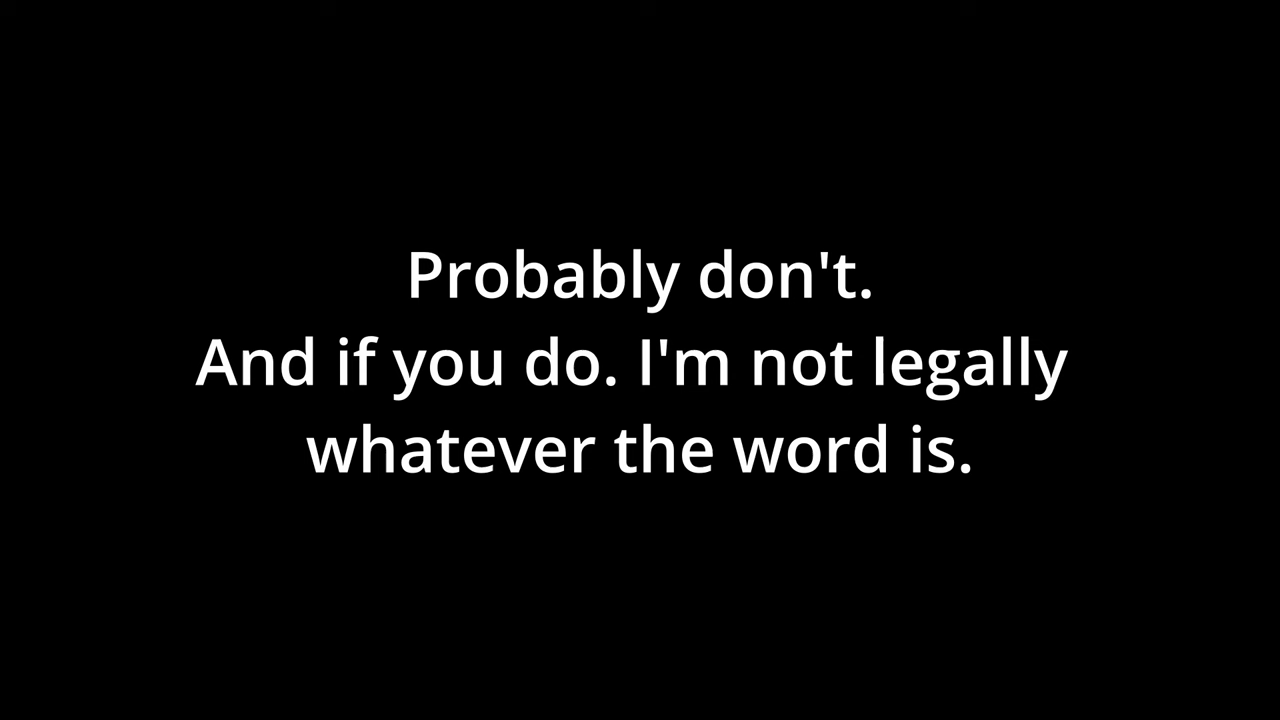 Probably don't.
And if you do. I'm not legally
whatever the word is.